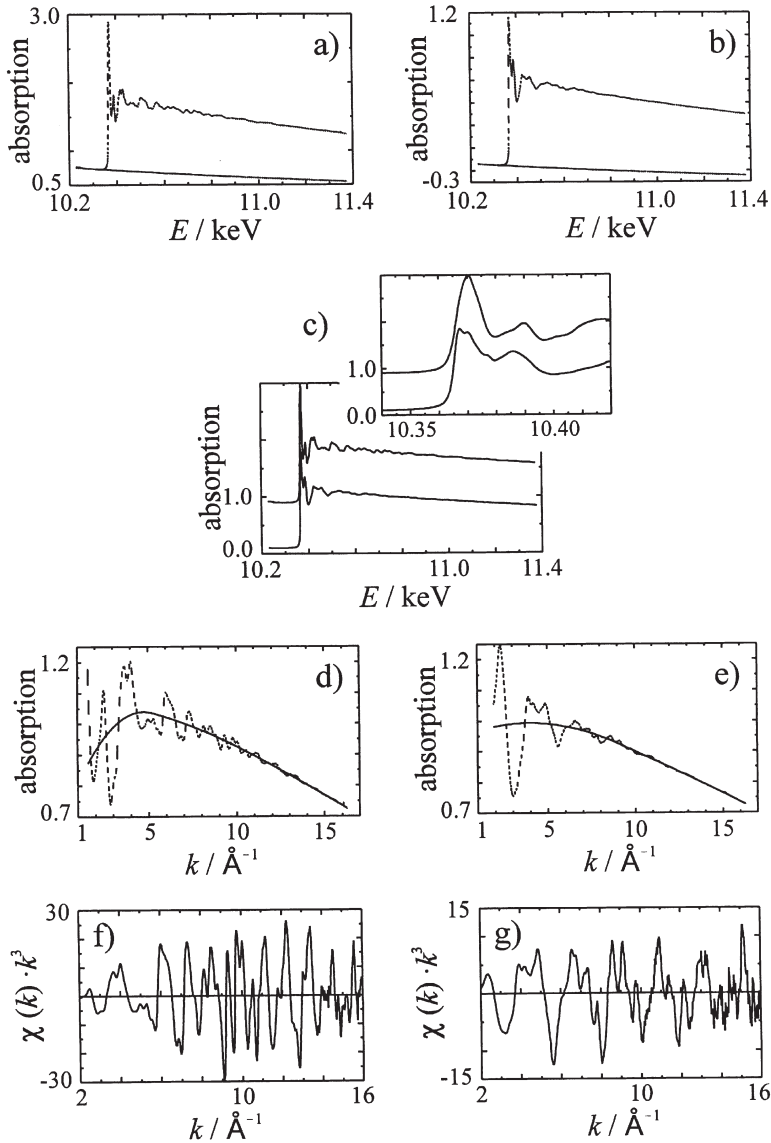 3.0
absorption
a)
0.5
10.2 11.0 11.4
E / keV
1.2
absorption
b)
-0.3
10.2 11.0 11.4
E / keV
c)
1.0
0.0
10.35 10.40
absorption
1.0
0.0
10.2 11.0 11.4
E / keV
1.2
absorption
d)
0.7
1 5 10 15
k / Å⁻¹
1.2
absorption
e)
0.7
1 5 10 15
k / Å⁻¹
30
f)
χ (k) · k³
-30
2 10 16
k / Å⁻¹
15
g)
χ (k) · k³
-15
2 10 16
k / Å⁻¹